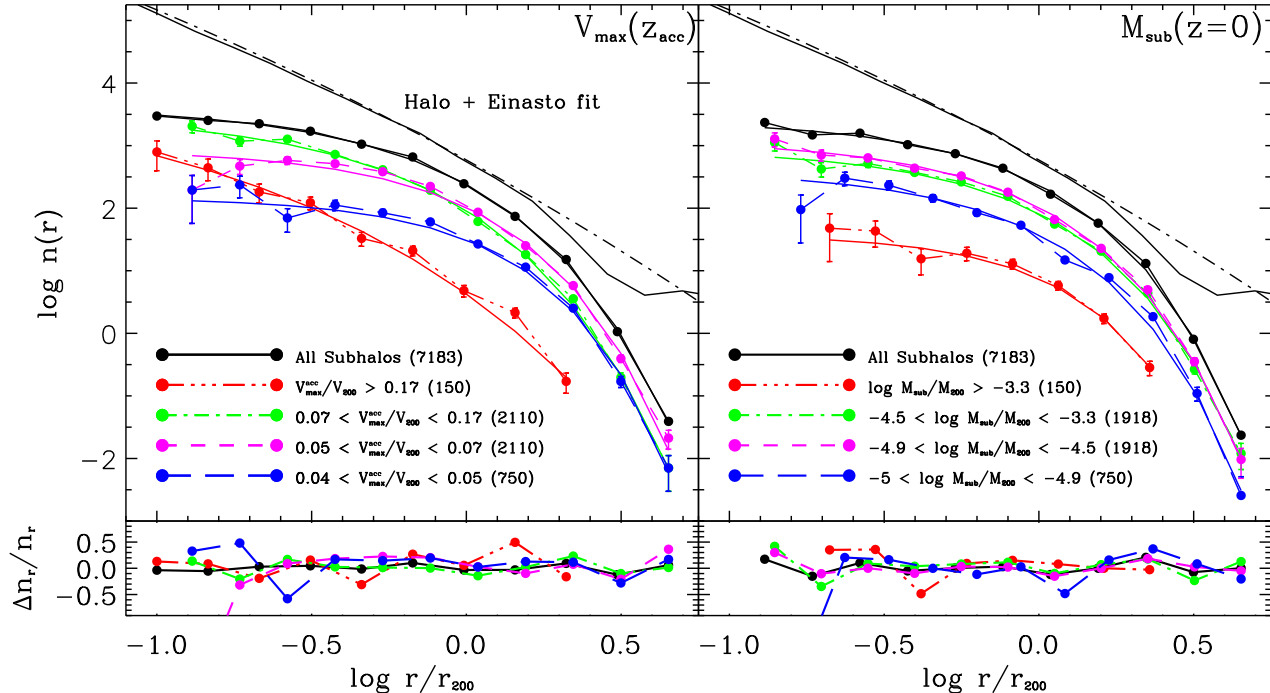 V_max(z_acc)
M_sub(z=0)
Halo + Einasto fit
log n(r)
4
2
0
−2
All Subhalos (7183)
V^acc_max/V_200 > 0.17 (150)
0.07 < V^acc_max/V_200 < 0.17 (2110)
0.05 < V^acc_max/V_200 < 0.07 (2110)
0.04 < V^acc_max/V_200 < 0.05 (750)
All Subhalos (7183)
log M_sub/M_200 > −3.3 (150)
−4.5 < log M_sub/M_200 < −3.3 (1918)
−4.9 < log M_sub/M_200 < −4.5 (1918)
−5 < log M_sub/M_200 < −4.9 (750)
Δn_r/n_r
0.5
0.0
−0.5
−1.0 −0.5 0.0 0.5
−1.0 −0.5 0.0 0.5
log r/r_200
log r/r_200